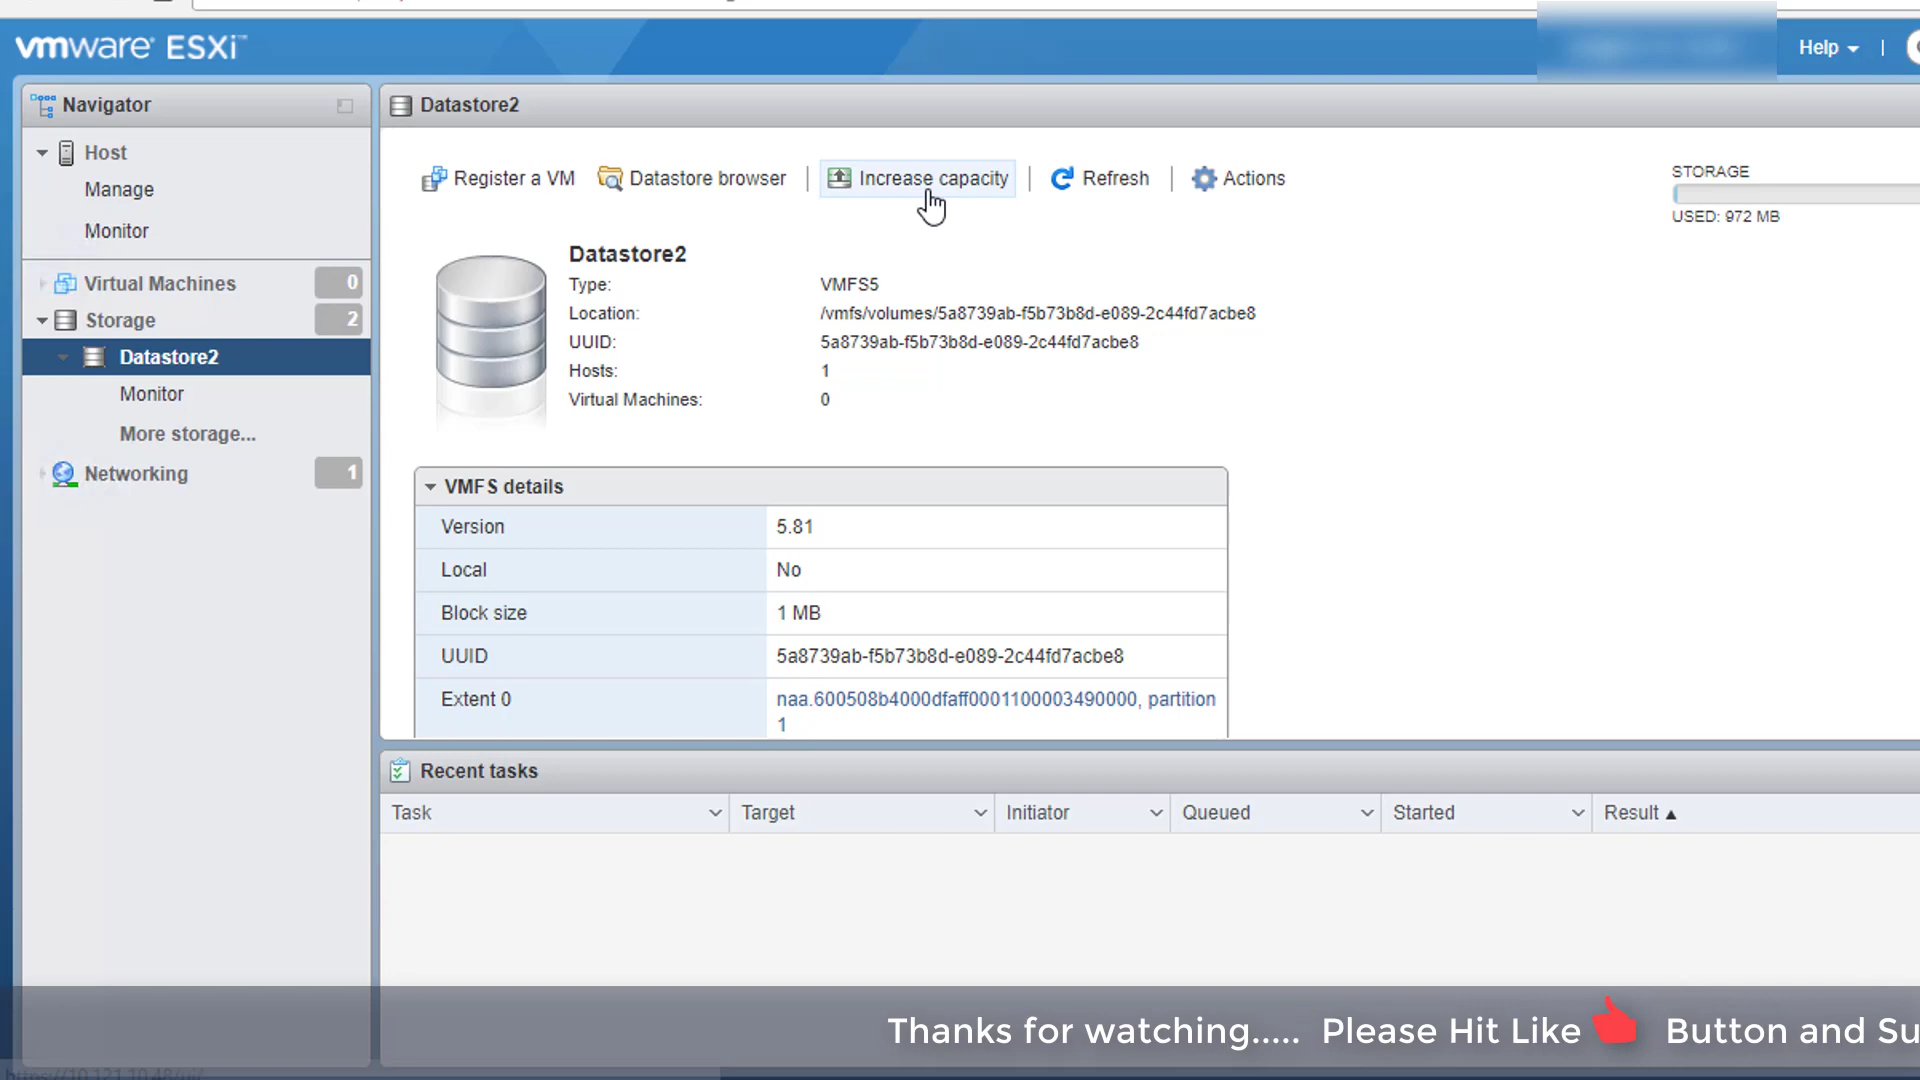 vmware ESXi™
Help
Navigator
Host
Manage
Monitor
Virtual Machines 0
Storage 2
Datastore2
Monitor
More storage...
Networking 1
Datastore2
Register a VM Datastore browser Increase capacity Refresh Actions
STORAGE
USED: 972 MB
Datastore2
Type: VMFS5
Location: /vmfs/volumes/5a8739ab-f5b73b8d-e089-2c44fd7acbe8
UUID: 5a8739ab-f5b73b8d-e089-2c44fd7acbe8
Hosts: 1
Virtual Machines: 0
VMFS details
Version 5.81
Local No
Block size 1 MB
UUID 5a8739ab-f5b73b8d-e089-2c44fd7acbe8
Extent 0 naa.600508b4000dfaff0001100003490000, partition
1
Recent tasks
Task Target Initiator Queued Started Result
Thanks for watching..... Please Hit Like Button and Su